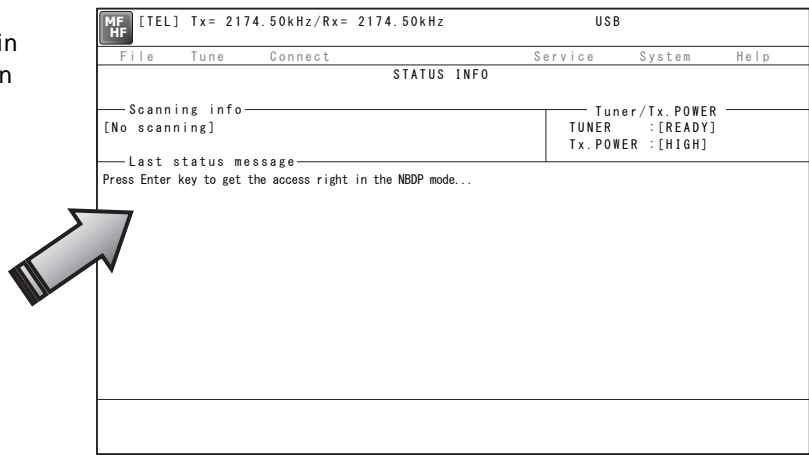 in
n
MF
HF
[TEL] Tx= 2174.50kHz/Rx= 2174.50kHz USB
File Tune Connect Service System Help
STATUS INFO
Scanning info
[No scanning]
Tuner/Tx.POWER
TUNER :[READY]
Tx.POWER :[HIGH]
Last status message
Press Enter key to get the access right in the NBDP mode...